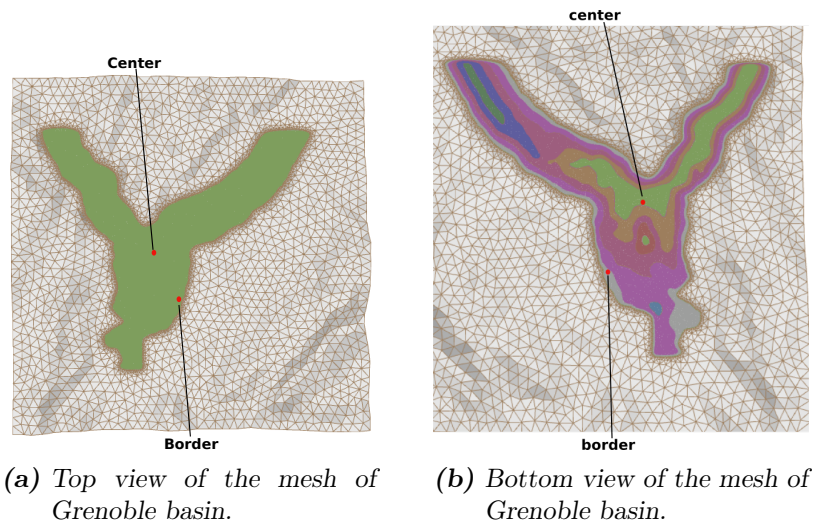 Center
Border
(a) Top view of the mesh of
Grenoble basin.
center
border
(b) Bottom view of the mesh of
Grenoble basin.